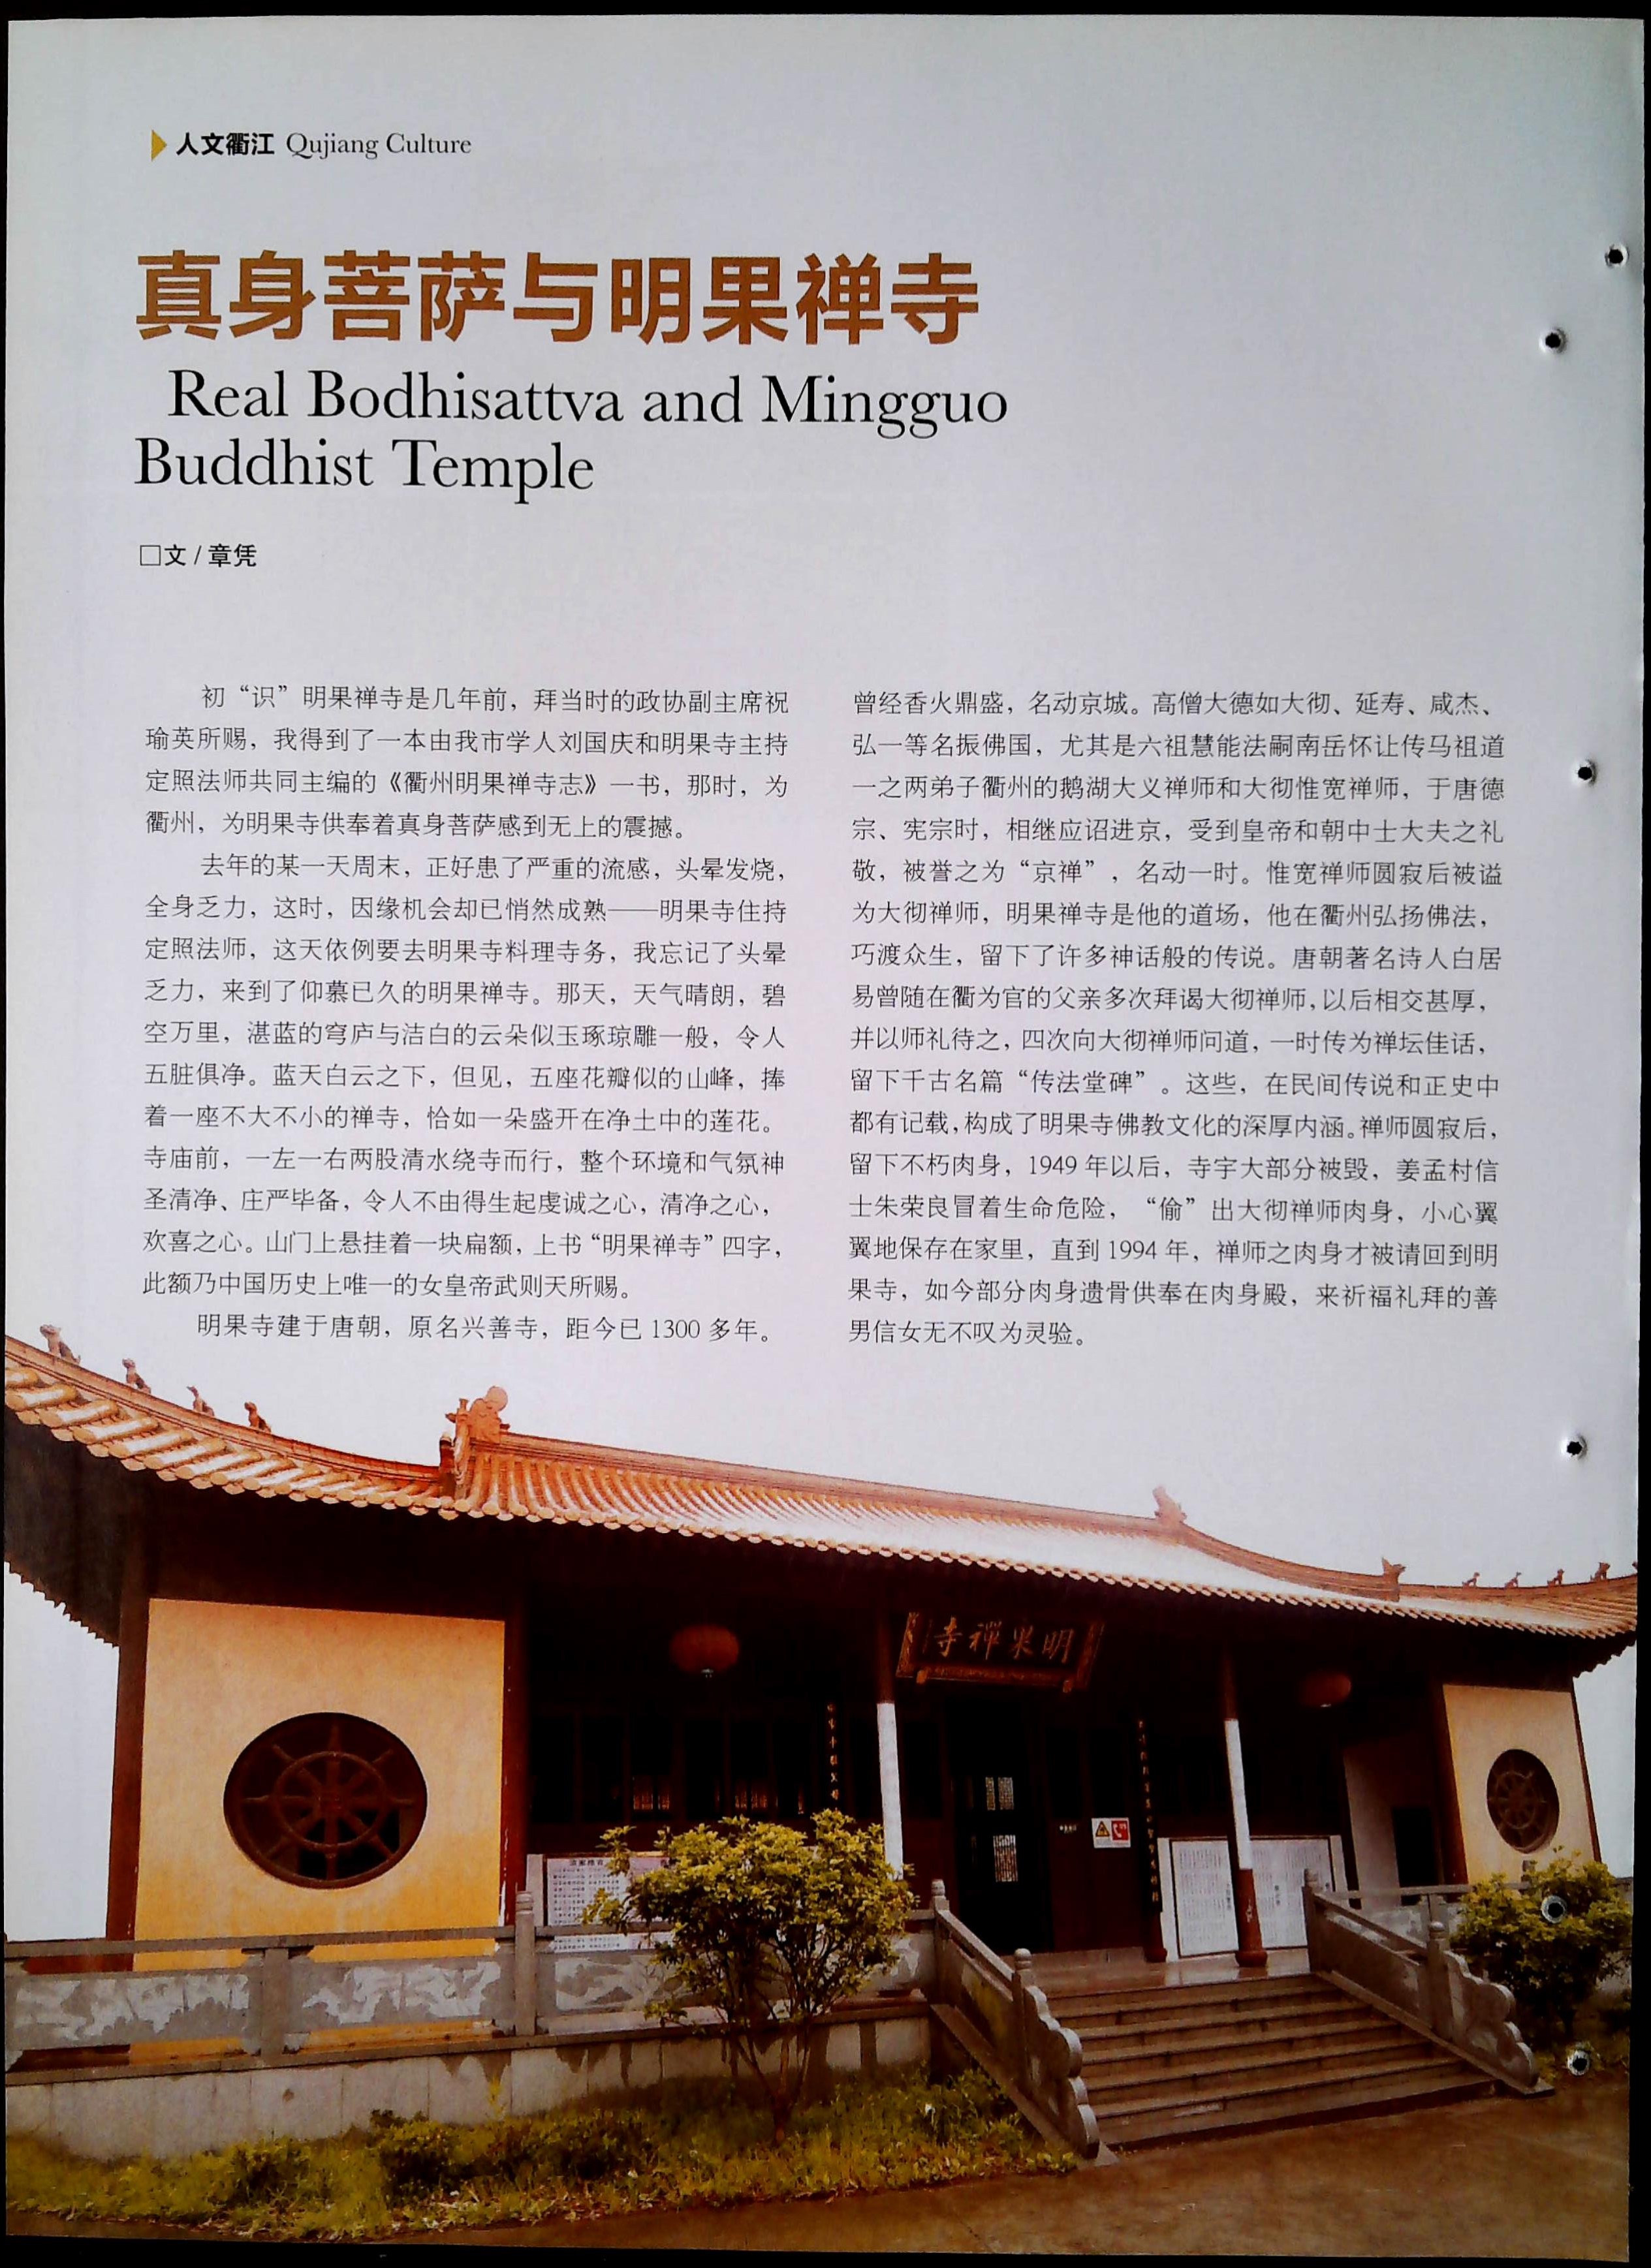 人文衢江 Qujiang Culture
真身菩萨与明果禅寺
Real Bodhisattva and Mingguo
Buddhist Temple
□文 / 章凭
初“识”明果禅寺是几年前，拜当时的政协副主席祝
瑜英所赐，我得到了一本由我市学人刘国庆和明果寺主持
定照法师共同主编的《衢州明果禅寺志》一书，那时，为
衢州，为明果寺供奉着真身菩萨感到无上的震撼。
去年的某一天周末，正好患了严重的流感，头晕发烧，
全身乏力，这时，因缘机会却已悄然成熟——明果寺住持
定照法师，这天依例要去明果寺料理寺务，我忘记了头晕
乏力，来到了仰慕已久的明果禅寺。那天，天气晴朗，碧
空万里，湛蓝的穹庐与洁白的云朵似玉琢琼雕一般，令人
五脏俱净。蓝天白云之下，但见，五座花瓣似的山峰，捧
着一座不大不小的禅寺，恰如一朵盛开在净土中的莲花。
寺庙前，一左一右两股清水绕寺而行，整个环境和气氛神
圣清净、庄严毕备，令人不由得生起虔诚之心，清净之心，
欢喜之心。山门上悬挂着一块扁额，上书“明果禅寺”四字，
此额乃中国历史上唯一的女皇帝武则天所赐。
明果寺建于唐朝，原名兴善寺，距今已 1300 多年。
曾经香火鼎盛，名动京城。高僧大德如大彻、延寿、咸杰、
弘一等名振佛国，尤其是六祖慧能法嗣南岳怀让传马祖道
一之两弟子衢州的鹅湖大义禅师和大彻惟宽禅师，于唐德
宗、宪宗时，相继应诏进京，受到皇帝和朝中士大夫之礼
敬，被誉之为“京禅”，名动一时。惟宽禅师圆寂后被谥
为大彻禅师，明果禅寺是他的道场，他在衢州弘扬佛法，
巧渡众生，留下了许多神话般的传说。唐朝著名诗人白居
易曾随在衢为官的父亲多次拜谒大彻禅师，以后相交甚厚，
并以师礼待之，四次向大彻禅师问道，一时传为禅坛佳话，
留下千古名篇“传法堂碑”。这些，在民间传说和正史中
都有记载，构成了明果寺佛教文化的深厚内涵。禅师圆寂后，
留下不朽肉身，1949 年以后，寺宇大部分被毁，姜孟村信
士朱荣良冒着生命危险，“偷”出大彻禅师肉身，小心翼
翼地保存在家里，直到 1994 年，禅师之肉身才被请回到明
果寺，如今部分肉身遗骨供奉在肉身殿，来祈福礼拜的善
男信女无不叹为灵验。
寺禪果明